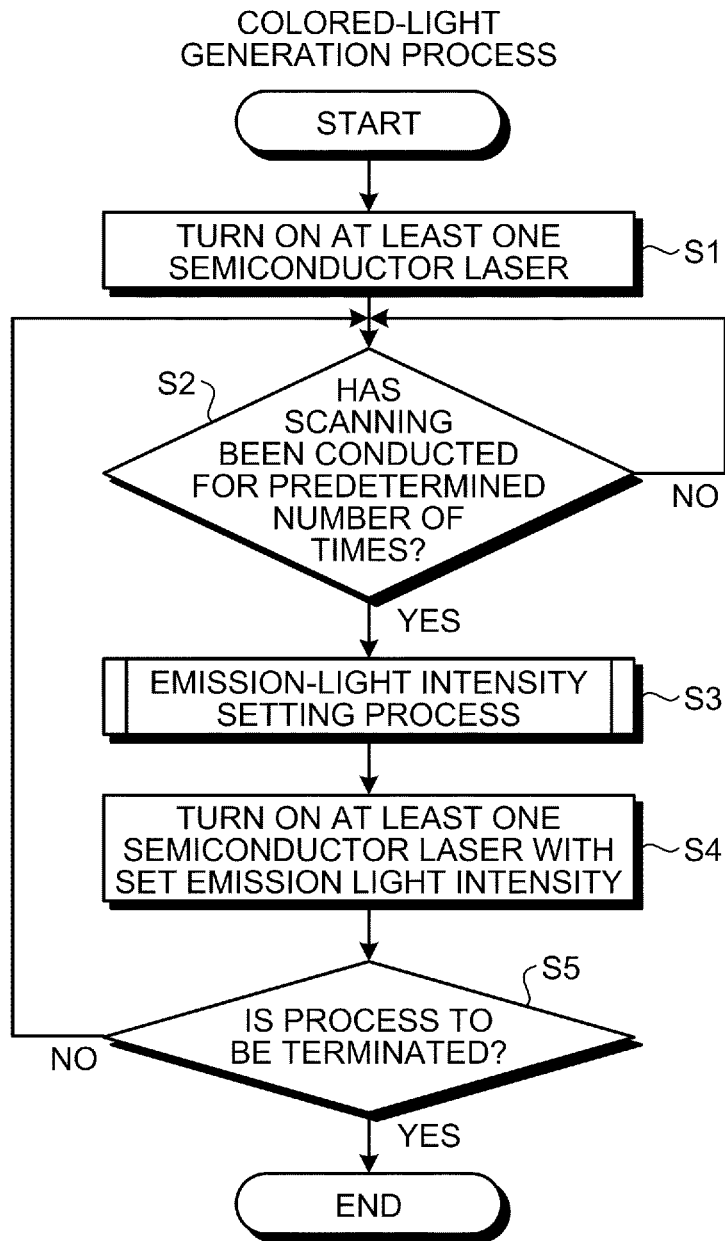 COLORED-LIGHT
GENERATION PROCESS
START
TURN ON AT LEAST ONE
SEMICONDUCTOR LASER
S1
S2
HAS
SCANNING
BEEN CONDUCTED
FOR PREDETERMINED
NUMBER OF
TIMES?
NO
YES
EMISSION-LIGHT INTENSITY
SETTING PROCESS
S3
TURN ON AT LEAST ONE
SEMICONDUCTOR LASER WITH
SET EMISSION LIGHT INTENSITY
S4
S5
IS PROCESS TO
BE TERMINATED?
NO
YES
END